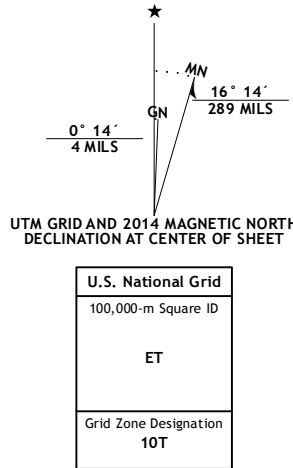 ★
MN
GN
16° 14´
289 MILS
0° 14´
4 MILS
UTM GRID AND 2014 MAGNETIC NORTH
DECLINATION AT CENTER OF SHEET
U.S. National Grid
100,000-m Square ID
ET
Grid Zone Designation
10T